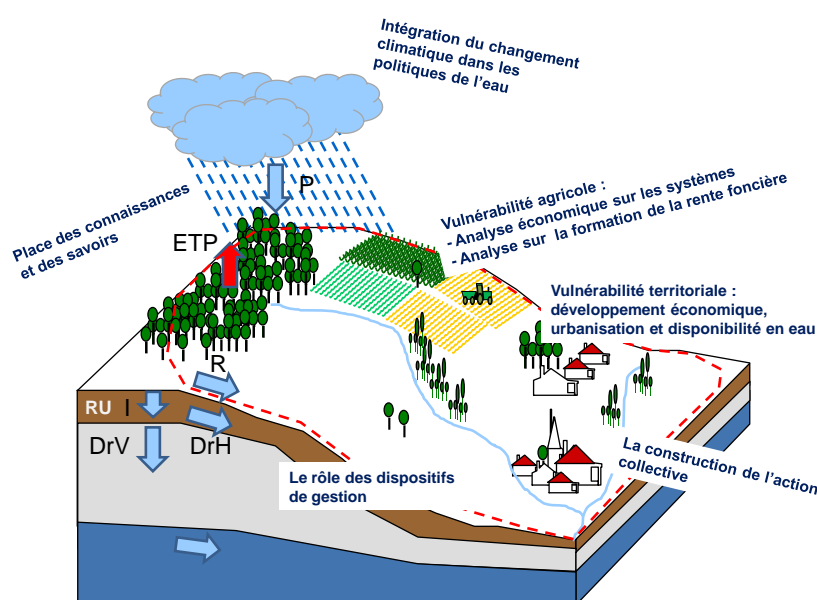 Intégration du changement
climatique dans les
politiques de l'eau
P
Place des connaissances
et des savoirs
ETP
Vulnérabilité agricole :
- Analyse économique sur les systèmes
- Analyse sur  la formation de la rente foncière
Vulnérabilité territoriale :
développement économique,
urbanisation et disponibilité en eau
R
RU
I
DrV
DrH
Le rôle des dispositifs
de gestion
La construction de l'action
collective